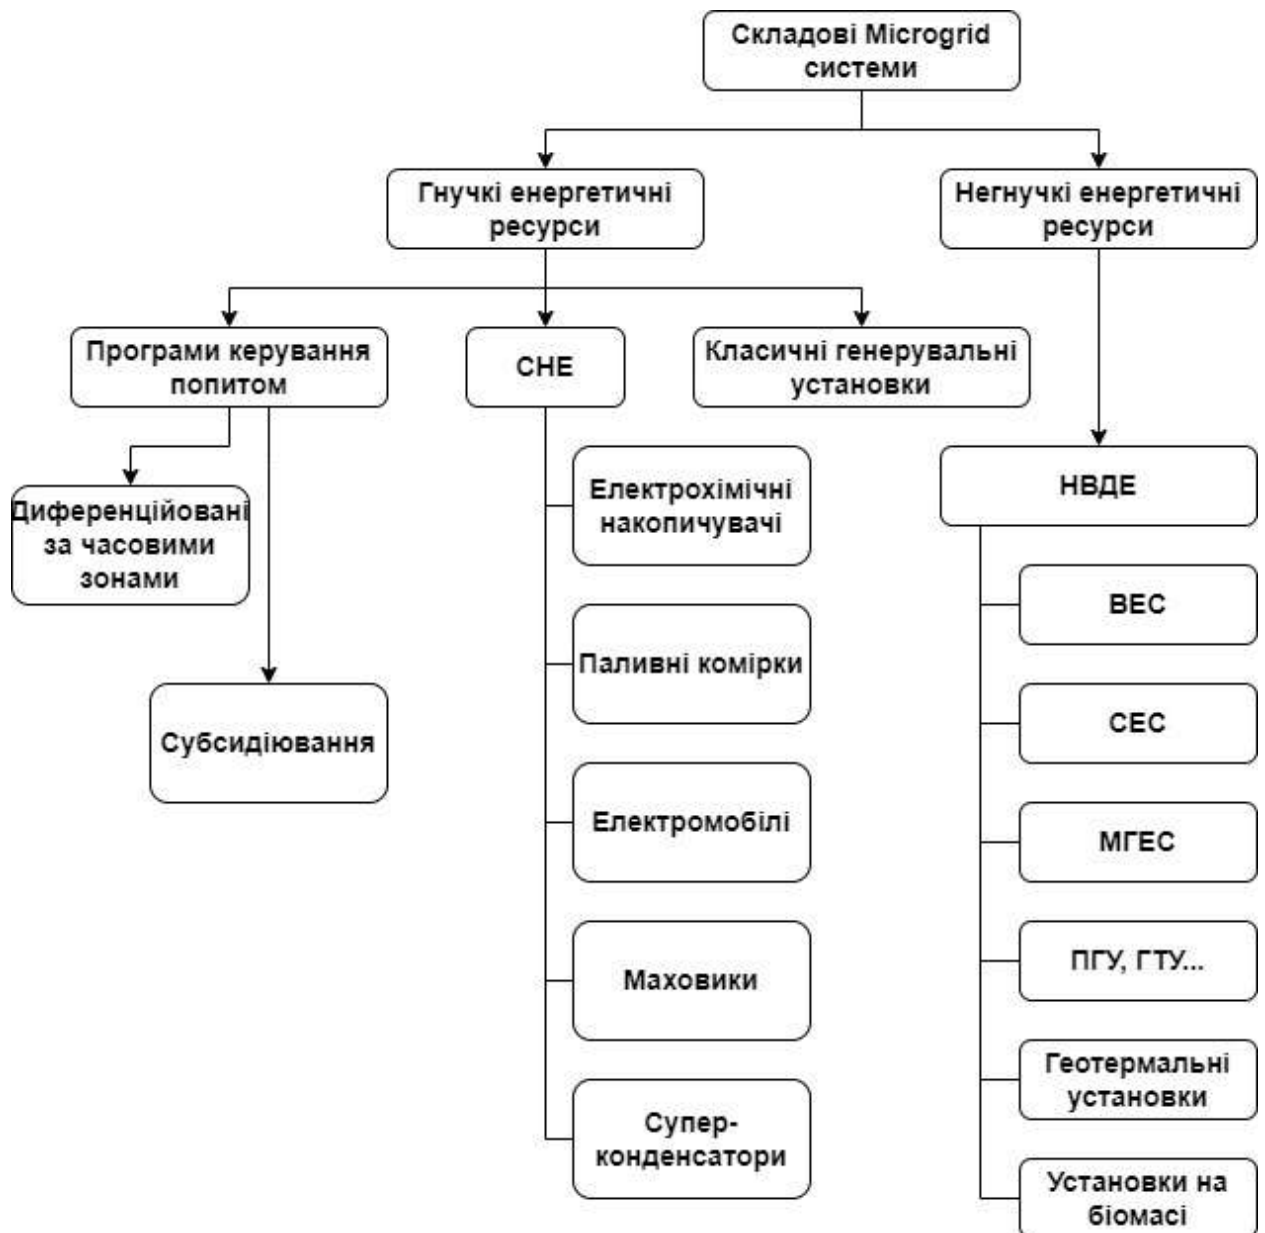 Складові Microgrid
системи
Гнучкі енергетичні
ресурси
Негнучкі енергетичні
ресурси
Програми керування
попитом
СНЕ
Класичні генерувальні
установки
Диференційовані
за часовими
зонами
Субсидіювання
Електрохімічні
накопичувачі
Паливні комірки
Електромобілі
Маховики
Супер-
конденсатори
НВДЕ
ВЕС
СЕС
МГЕС
ПГУ, ГТУ...
Геотермальні
установки
Установки на
біомасі